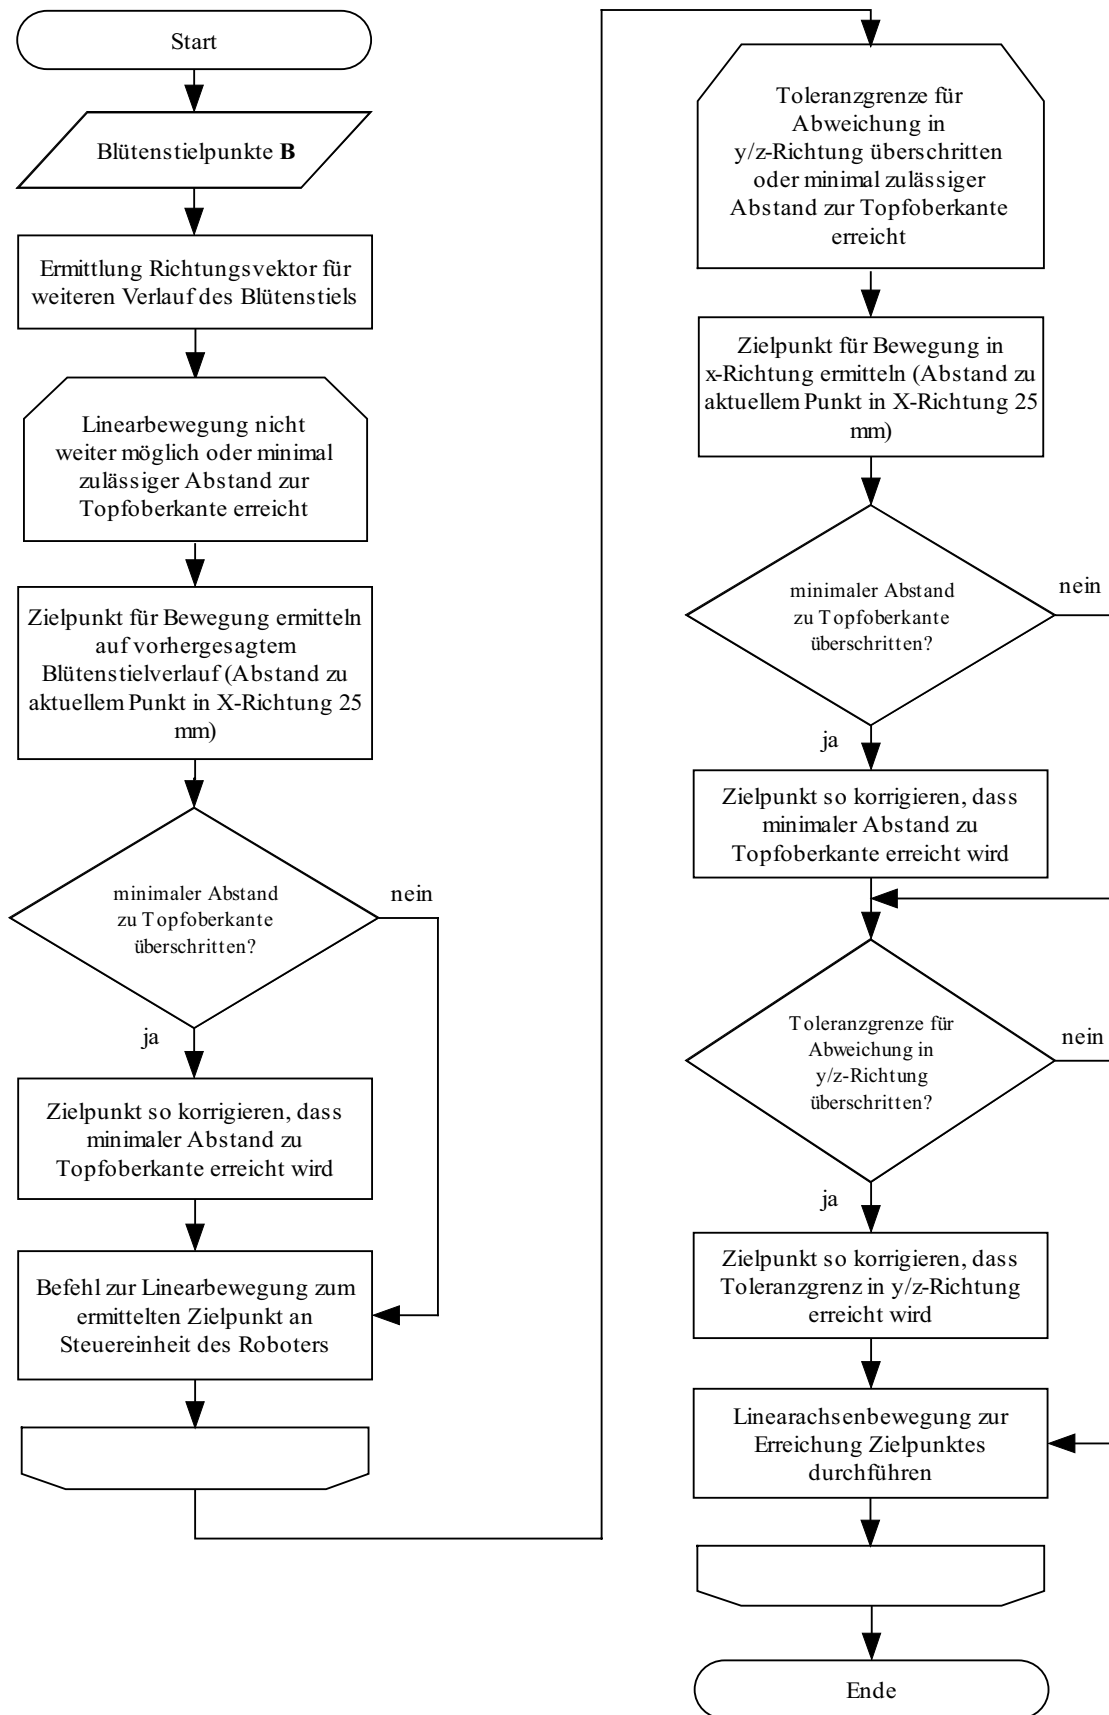 Start
Blütenstielpunkte B
Ermittlung Richtungsvektor für
weiteren Verlauf des Blütenstiels
Linearbewegung nicht
weiter möglich oder minimal
zulässiger Abstand zur
Topfoberkante erreicht
Zielpunkt für Bewegung ermitteln
auf vorhergesagtem
Blütenstielverlauf (Abstand zu
aktuellem Punkt in X-Richtung 25
mm)
minimaler Abstand
zu Topfoberkante
überschritten?
nein
ja
Zielpunkt so korrigieren, dass
minimaler Abstand zu
Topfoberkante erreicht wird
Befehl zur Linearbewegung zum
ermittelten Zielpunkt an
Steuereinheit des Roboters
Toleranzgrenze für
Abweichung in
y/z-Richtung überschritten
oder minimal zulässiger
Abstand zur Topfoberkante
erreicht
Zielpunkt für Bewegung in
x-Richtung ermitteln (Abstand zu
aktuellem Punkt in X-Richtung 25
mm)
minimaler Abstand
zu Topfoberkante
überschritten?
nein
ja
Zielpunkt so korrigieren, dass
minimaler Abstand zu
Topfoberkante erreicht wird
Toleranzgrenze für
Abweichung in
y/z-Richtung
überschritten?
nein
ja
Zielpunkt so korrigieren, dass
Toleranzgrenz in y/z-Richtung
erreicht wird
Linearachsenbewegung zur
Erreichung Zielpunktes
durchführen
Ende